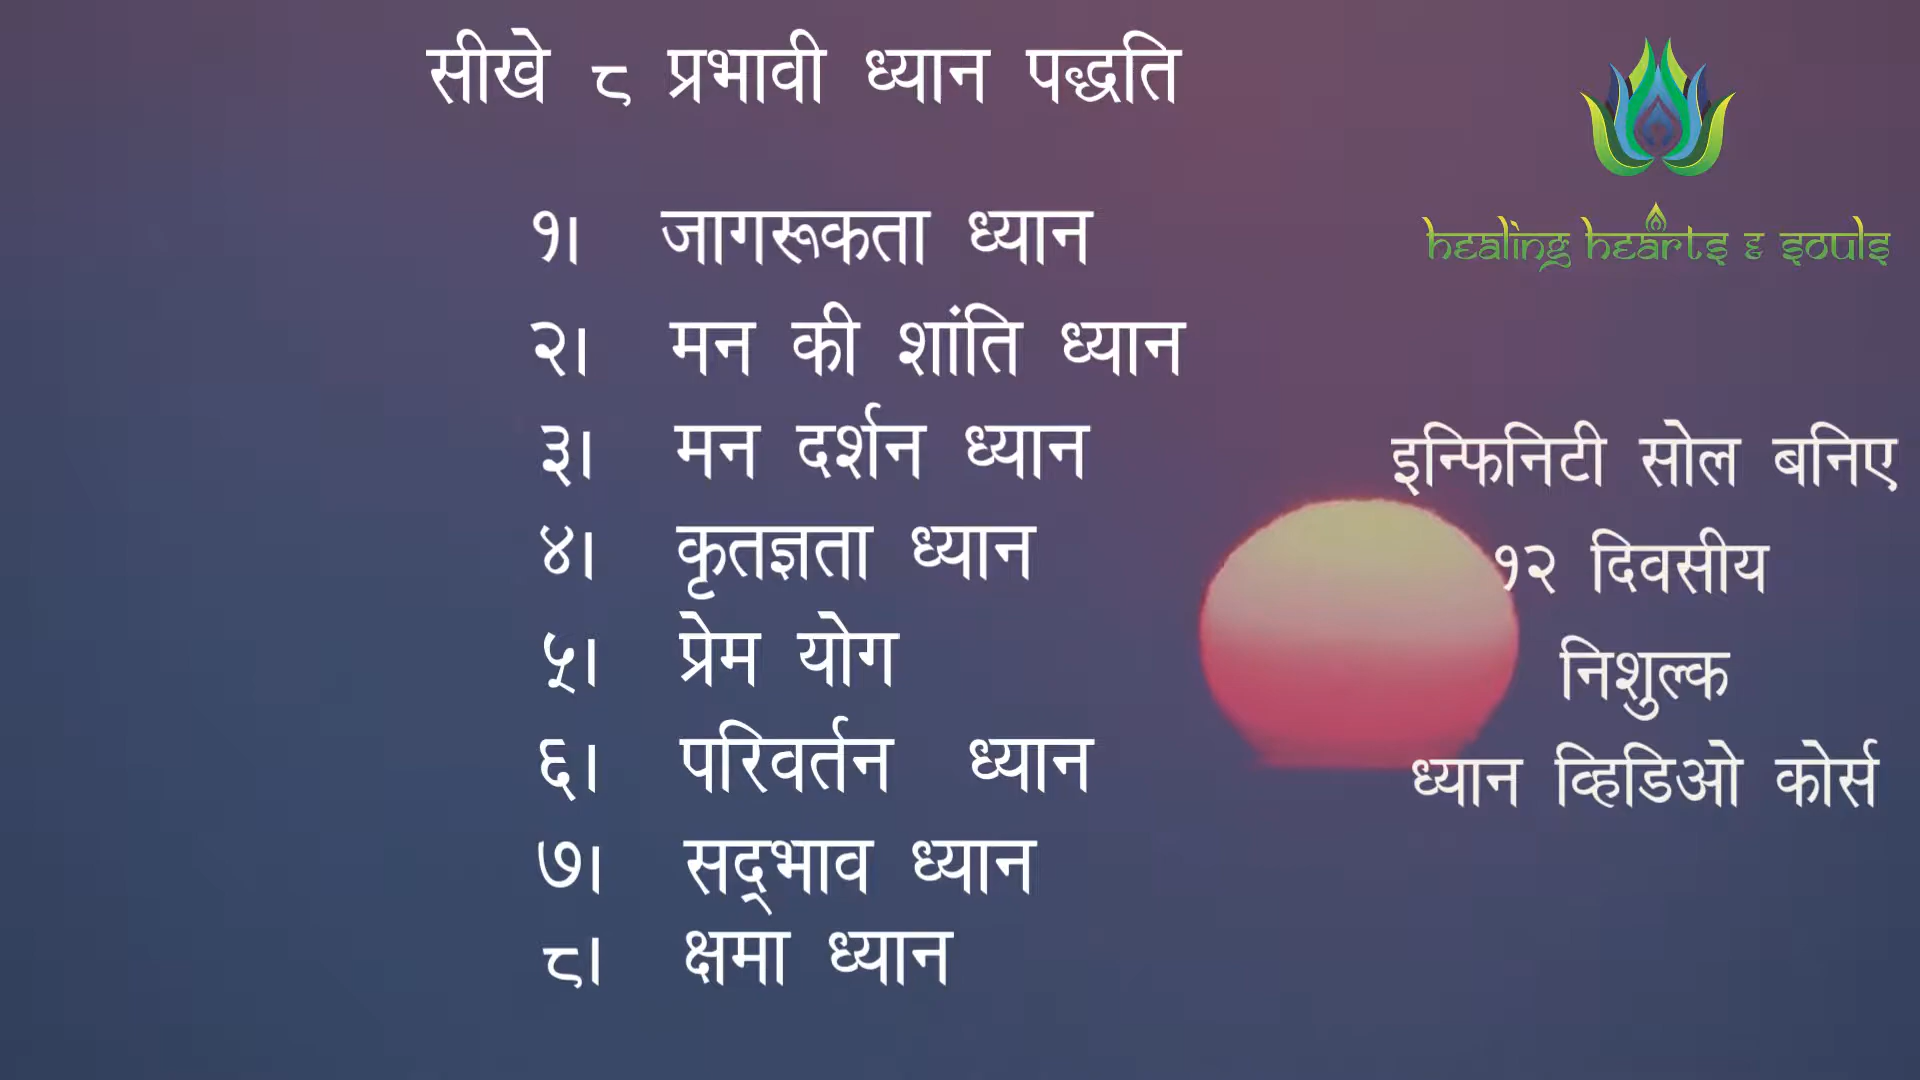 सीखे ८ प्रभावी ध्यान पद्धति
१। जागरूकता ध्यान
२। मन की शांति ध्यान
३। मन दर्शन ध्यान
४। कृतज्ञता ध्यान
५। प्रेम योग
६। परिवर्तन ध्यान
७। सद्‌भाव ध्यान
८। क्षमा ध्यान
healing hearts & souls
इन्फिनिटी सोल बनिए
१२ दिवसीय
निशुल्क
ध्यान व्हिडिओ कोर्स